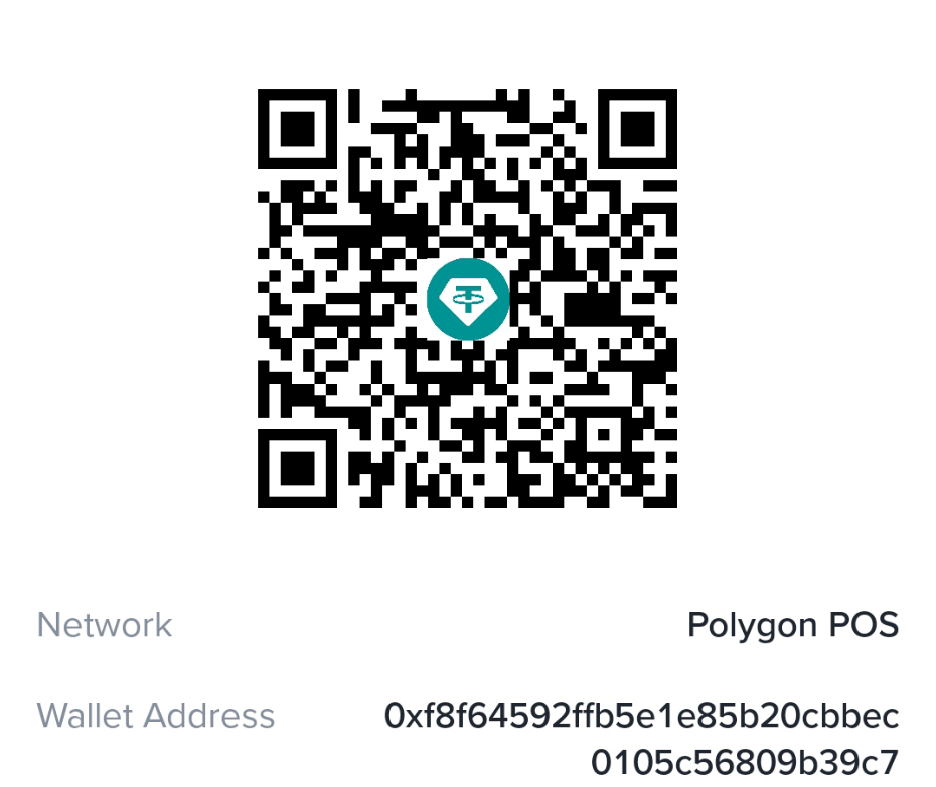 Network
Polygon POS
Wallet Address
0xf8f64592ffb5e1e85b20cbbec
0105c56809b39c7